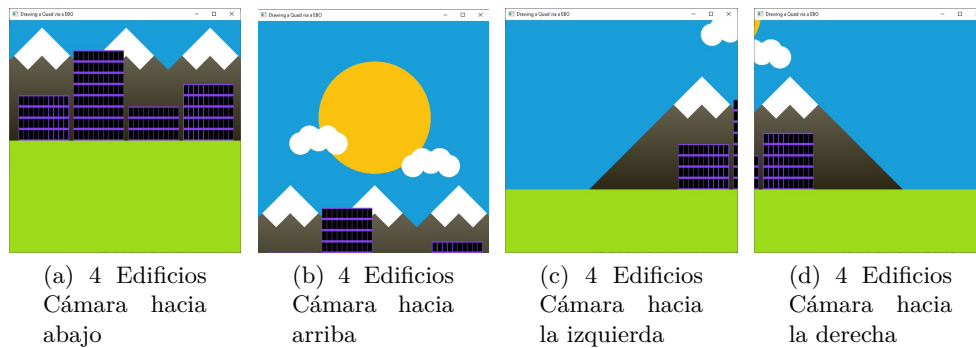 Drawing a Quad via a EBO
Drawing a Quad via a EBO
Drawing a Quad via a EBO
Drawing a Quad via a EBO
(a) 4 Edificios
Cámara hacia
abajo
(b) 4 Edificios
Cámara hacia
arriba
(c) 4 Edificios
Cámara hacia
la izquierda
(d) 4 Edificios
Cámara hacia
la derecha